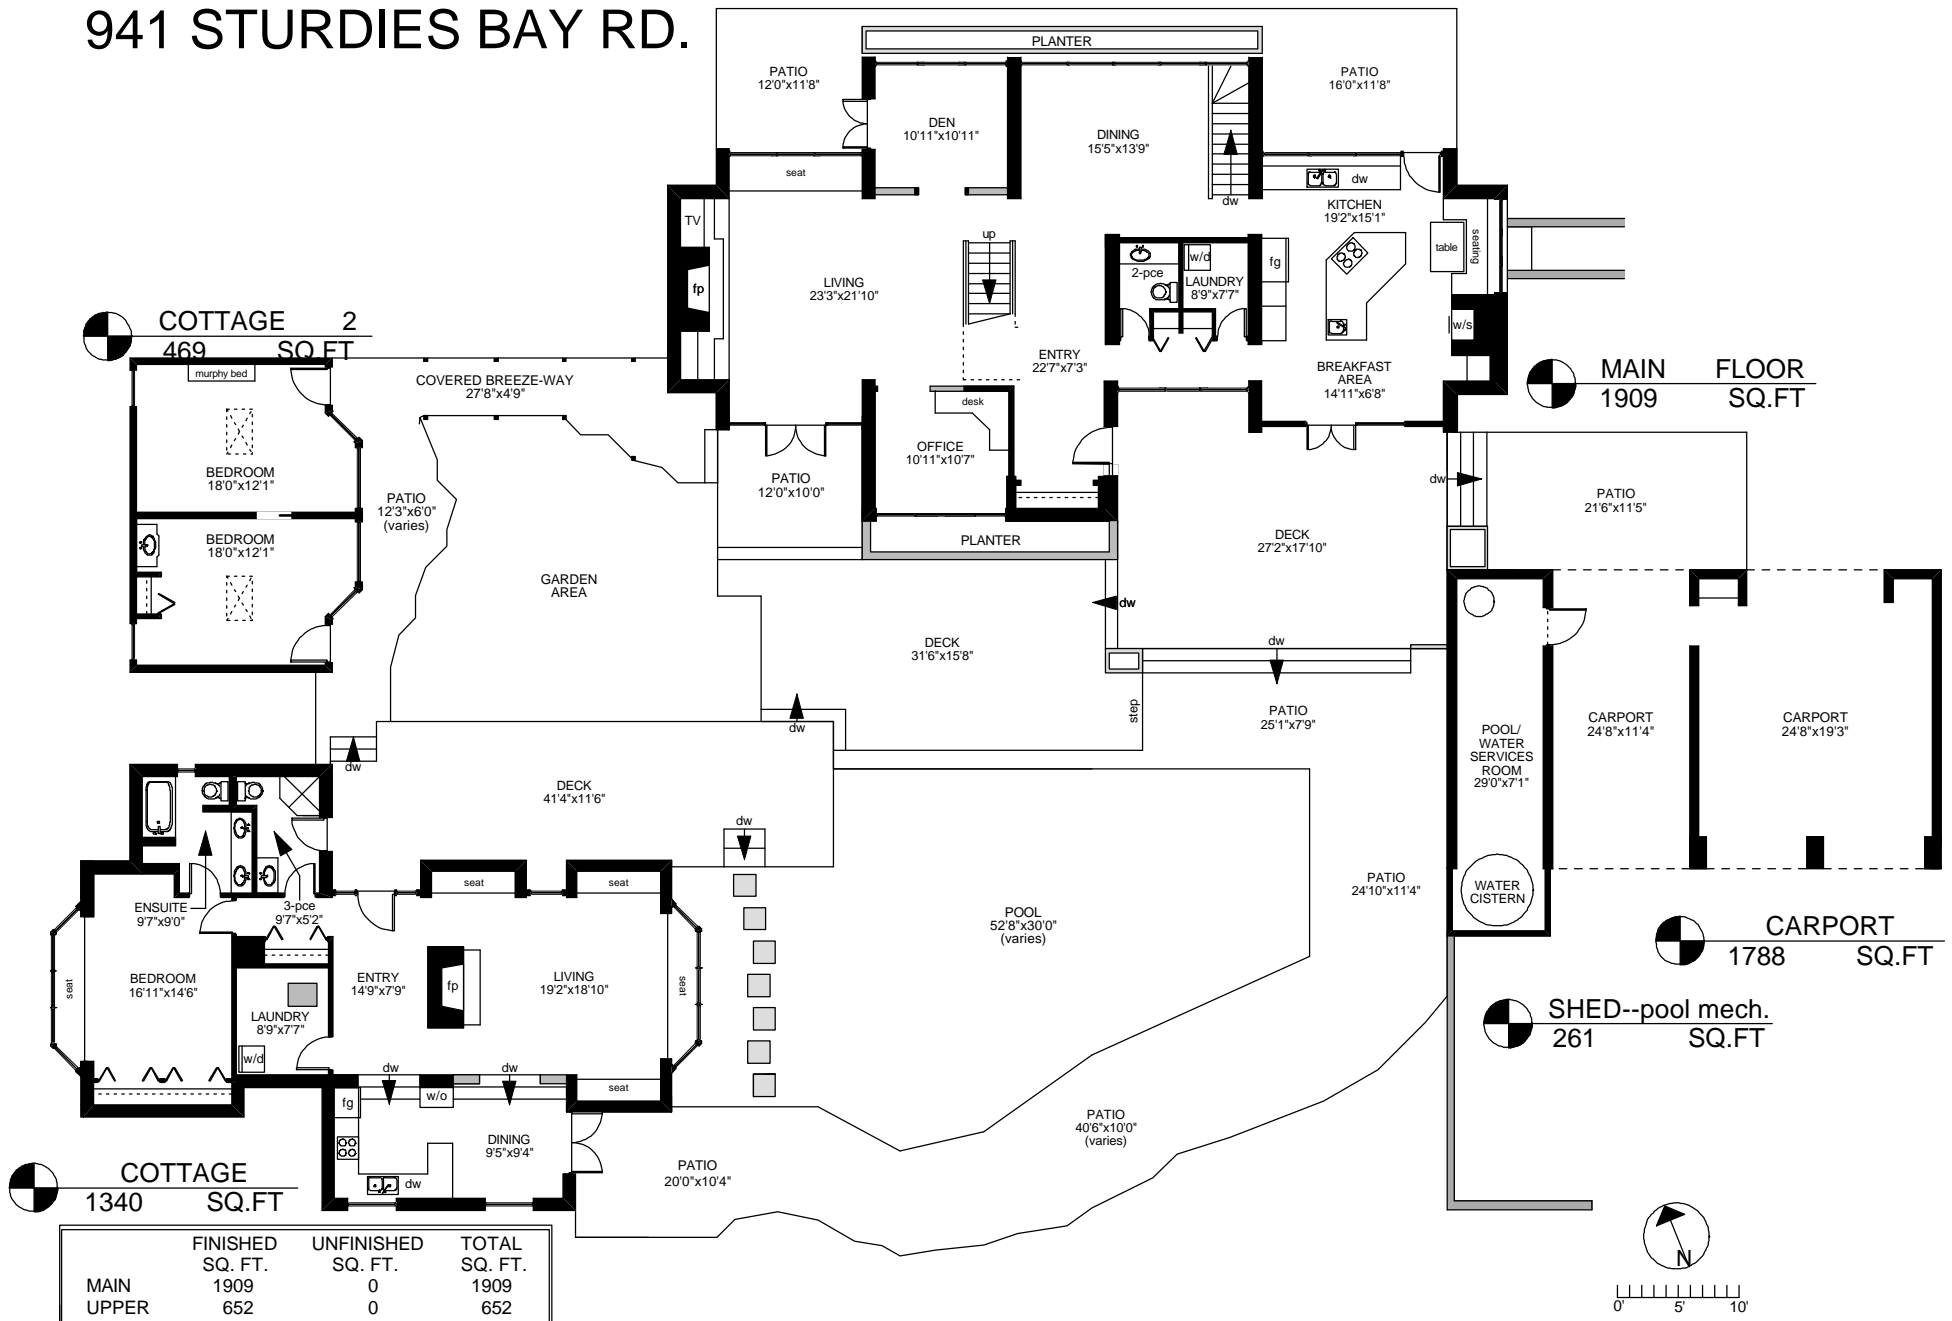 941 STURDIES BAY RD.
PLANTER
PATIO
12'0"x11'8"
PATIO
16'0"x11'8"
DEN
10'11"x10'11"
DINING
15'5"x13'9"
seat
dw
dw
TV
KITCHEN
19'2"x15'1"
up
table
seating
2-pce
w/d
fg
LAUNDRY
8'9"x7'7"
fp
LIVING
23'3"x21'10"
w/s
COTTAGE 2
469 SQ.FT
murphy bed
COVERED BREEZE-WAY
27'8"x4'9"
ENTRY
22'7"x7'3"
BREAKFAST
AREA
14'11"x6'8"
MAIN FLOOR
1909 SQ.FT
desk
OFFICE
10'11"x10'7"
BEDROOM
18'0"x12'1"
PATIO
12'3"x6'0"
(varies)
PATIO
12'0"x10'0"
dw
PATIO
21'6"x11'5"
BEDROOM
18'0"x12'1"
PLANTER
DECK
27'2"x17'10"
GARDEN
AREA
dw
DECK
31'6"x15'8"
dw
step
PATIO
25'1"x7'9"
dw
POOL/
WATER
SERVICES
ROOM
29'0"x7'1"
CARPORT
24'8"x11'4"
CARPORT
24'8"x19'3"
dw
DECK
41'4"x11'6"
dw
seat
seat
PATIO
24'10"x11'4"
WATER
CISTERN
ENSUITE
9'7"x9'0"
3-pce
9'7"x5'2"
POOL
52'8"x30'0"
(varies)
CARPORT
1788 SQ.FT
seat
BEDROOM
16'11"x14'6"
ENTRY
14'9"x7'9"
fp
LIVING
19'2"x18'10"
seat
LAUNDRY
8'9"x7'7"
SHED--pool mech.
261 SQ.FT
w/d
dw
dw
seat
fg
w/o
PATIO
40'6"x10'0"
(varies)
DINING
9'5"x9'4"
dw
PATIO
20'0"x10'4"
COTTAGE
1340 SQ.FT
FINISHED UNFINISHED TOTAL
SQ. FT. SQ. FT. SQ. FT.
MAIN 1909 0 1909
UPPER 652 0 652
N
0' 5' 10'